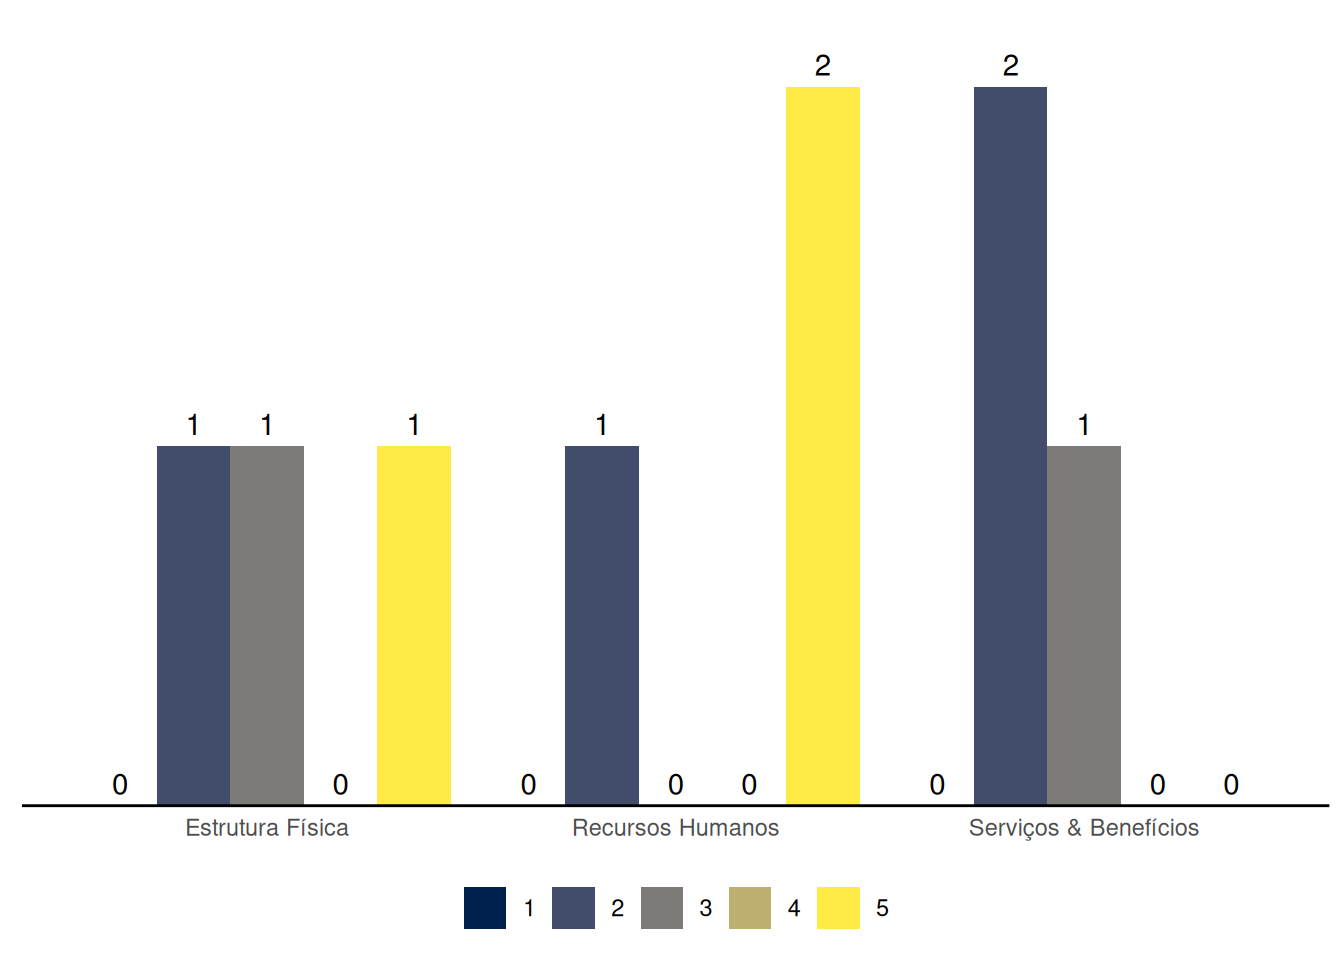 2 2
1 1 1 1 1
0 0 0 0 0 0 0 0
Estrutura Física Recursos Humanos Serviços & Benefícios
1 2 3 4 5